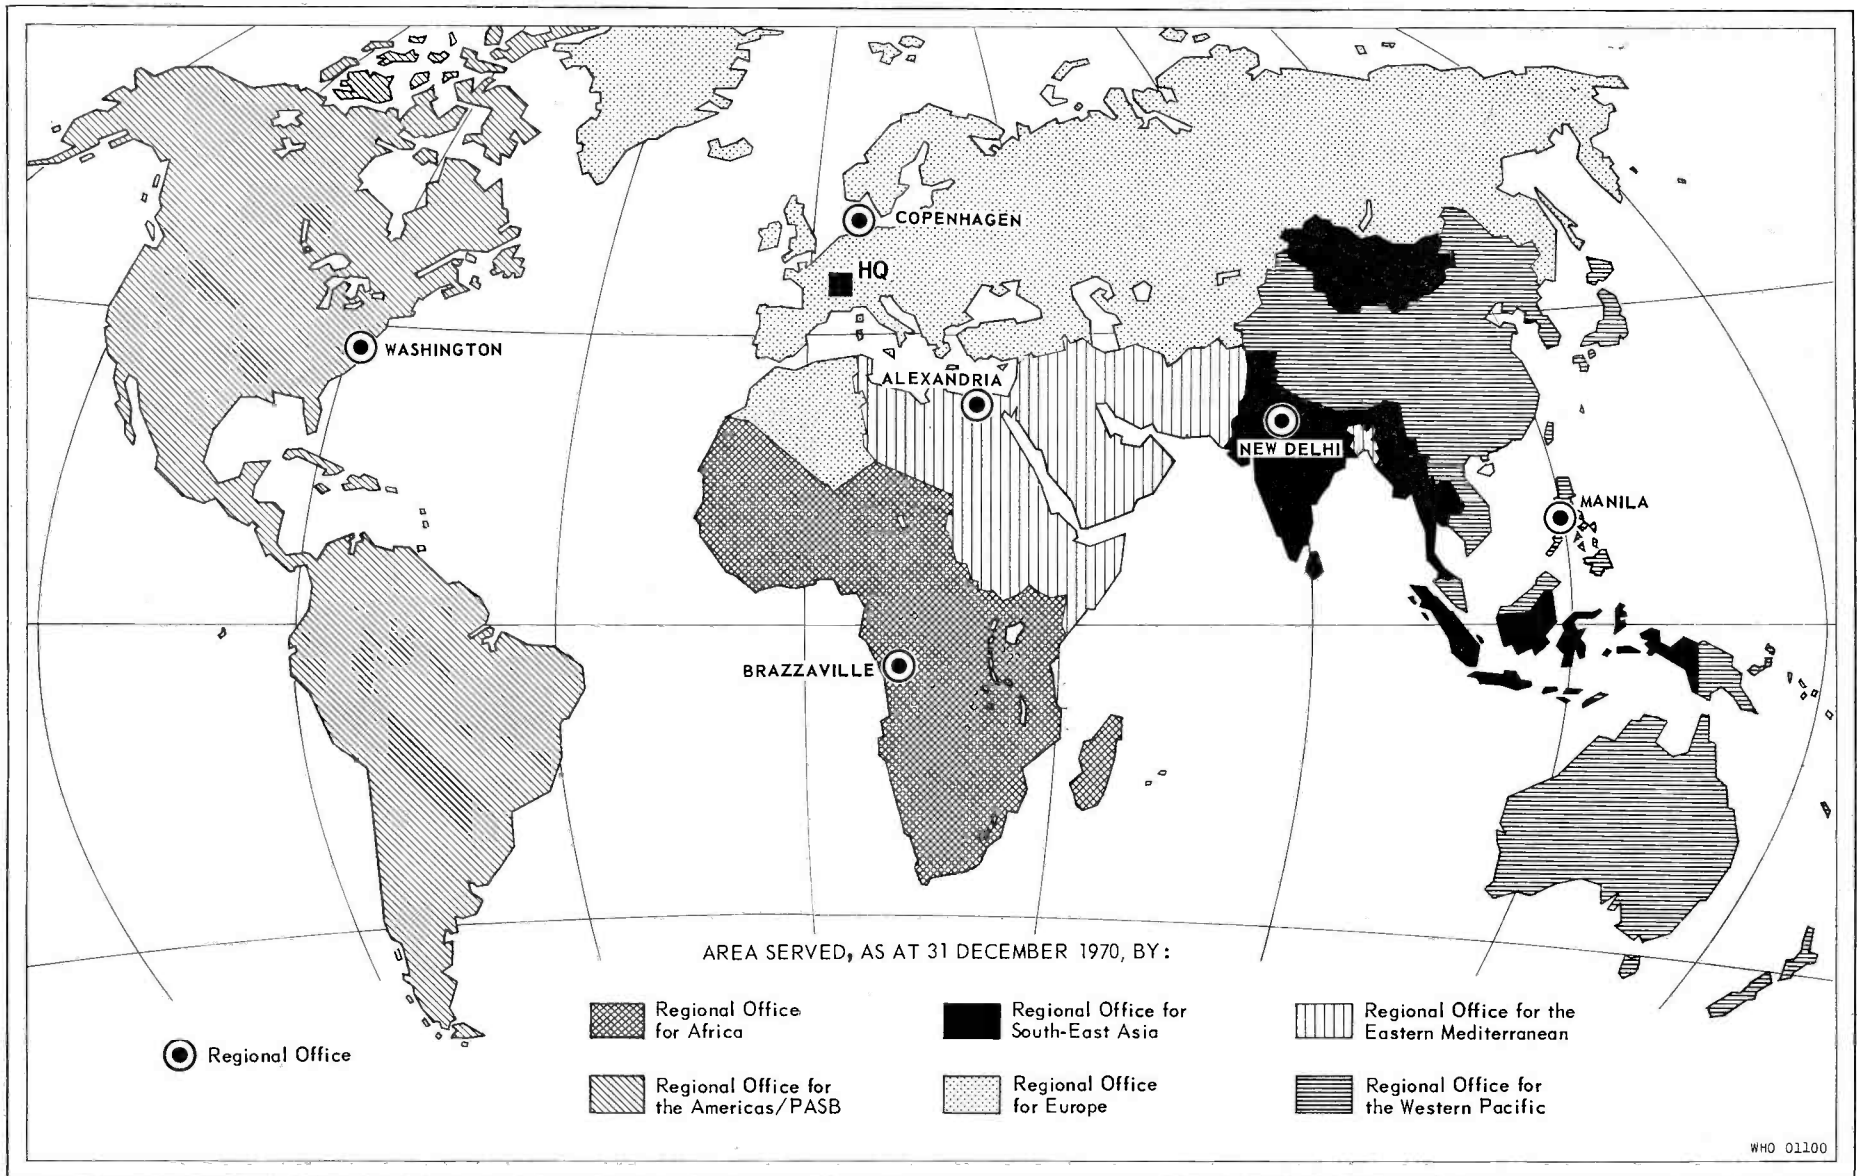 COPENHAGEN
HQ
WASHINGTON
ALEXANDRIA
NEW DELHI
MANILA
BRAZZAVILLE
AREA SERVED, AS AT 31 DECEMBER 1970, BY:
Regional Office
Regional Office
for Africa
Regional Office for
the Americas/PASB
Regional Office for
South-East Asia
Regional Office
for Europe
Regional Office for the
Eastern Mediterranean
Regional Office for
the Western Pacific
WHO 01100